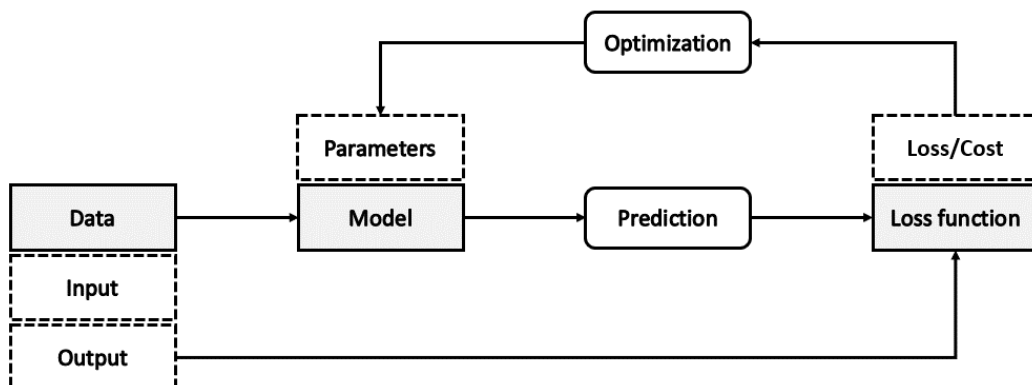 Optimization
Parameters
Loss/Cost
Data
Model
Prediction
Loss function
Input
Output